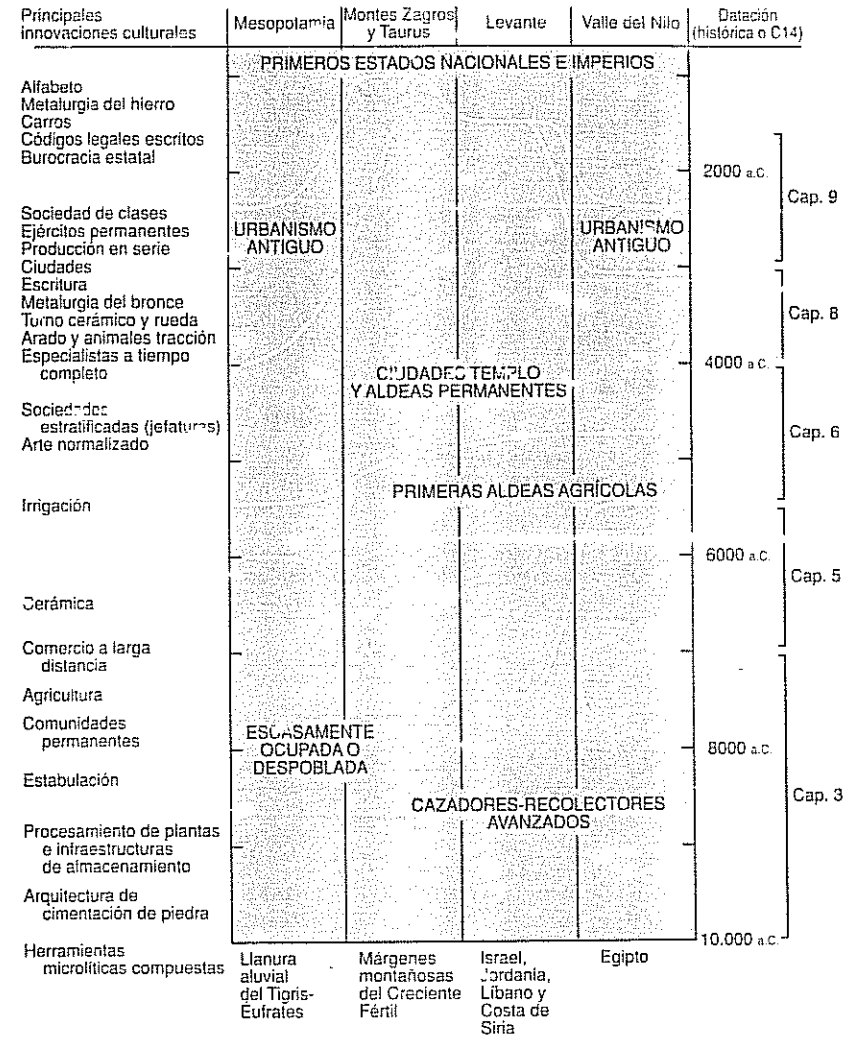 Principales
innovaciones culturales
Mesopotamia
Montes Zagros
y Taurus
Levante
Valle del Nilo
Datación
(histórica o C14)
PRIMEROS ESTADOS NACIONALES E IMPERIOS
Alfabeto
Metalurgia del hierro
Carros
Códigos legales escritos
Burocracia estatal
2000 a.C.
Cap. 9
Sociedad de clases
Ejércitos permanentes
Producción en serie
Ciudades
Escritura
Metalurgia del bronce
Turno cerámico y rueda
Arado y animales tracción
Especialistas a tiempo
completo
URBANISMO
ANTIGUO
URBANISMO
ANTIGUO
Cap. 8
4000 a.C.
CIUDADES TEMPLO
Y ALDEAS PERMANENTES
Sociedades
estratificadas (jefaturas)
Arte normalizado
Cap. 6
PRIMERAS ALDEAS AGRÍCOLAS
Irrigación
6000 a.C.
Cap. 5
Cerámica
Comercio a larga
distancia
Agricultura
Comunidades
permanentes
ESCASAMENTE
OCUPADA O
DESPOBLADA
8000 a.C.
Estabulación
CAZADORES-RECOLECTORES
AVANZADOS
Cap. 3
Procesamiento de plantas
e infraestructuras
de almacenamiento
Arquitectura de
cimentación de piedra
10.000 a.C.
Herramientas
microlíticas compuestas
Llanura
aluvial
del Tigris-
Eufrates
Márgenes
montañosas
del Creciente
Fértil
Israel,
Jordania,
Líbano y
Costa de
Siria
Egipto